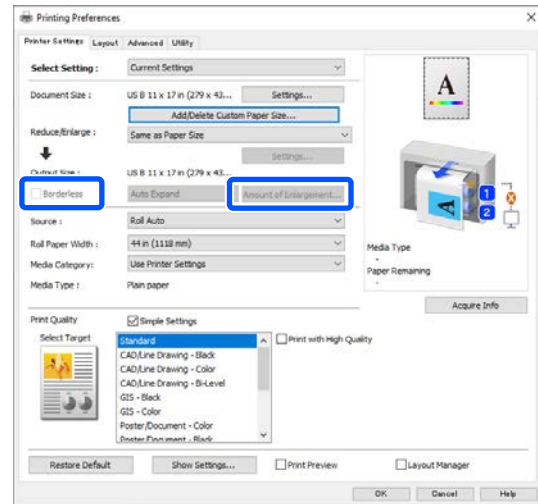 Printing Preferences
Printer Settings Layout Advanced Utility
Select Setting : Current Settings
Document Size : US B 11 x 17 in (279 x 43... Settings...
Add/Delete Custom Paper Size...
Reduce/Enlarge : Same as Paper Size
Settings...
Output Size : US B 11 x 17 in (279 x 43...
Borderless Auto Expand Amount of Enlargement...
Source : Roll Auto
Roll Paper Width : 44 in (1118 mm)
Media Category: Use Printer Settings
Media Type : Plain paper
A
A
1
2
Media Type
-
Paper Remaining
-
Acquire Info
Print Quality Simple Settings
Select Target Standard Print with High Quality
CAD/Line Drawing - Black
CAD/Line Drawing - Color
CAD/Line Drawing - Bi-Level
GIS - Black
GIS - Color
Poster/Document - Color
Poster/Document - Black
Restore Default Show Settings... Print Preview Layout Manager
OK Cancel Help